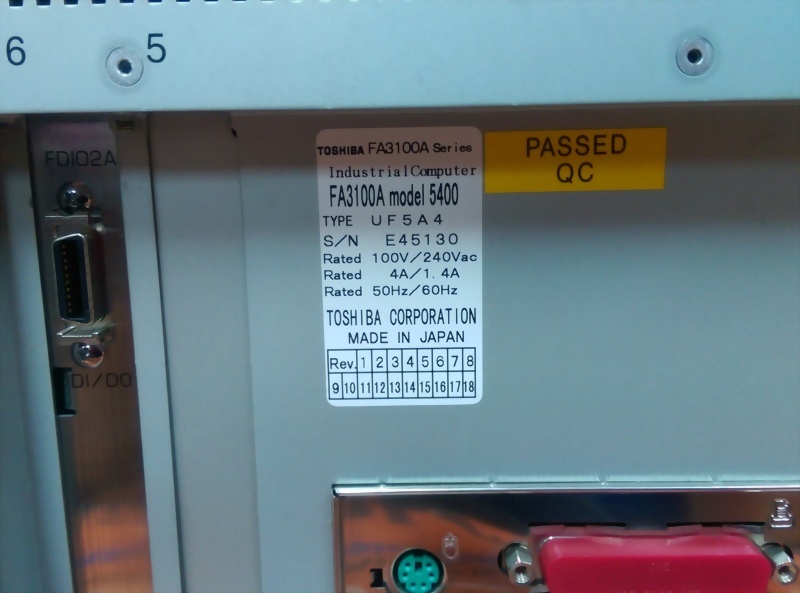 6
5
FDIO2A
DI/DO
TOSHIBA FA3100A Series
Industrial Computer
FA3100A model 5400
TYPE UF5A4
S/N E45130
Rated 100V/240Vac
Rated 4A/1.4A
Rated 50Hz/60Hz
TOSHIBA CORPORATION
MADE IN JAPAN
Rev. 1 2 3 4 5 6 7 8
9 10 11 12 13 14 15 16 17 18
PASSED
QC